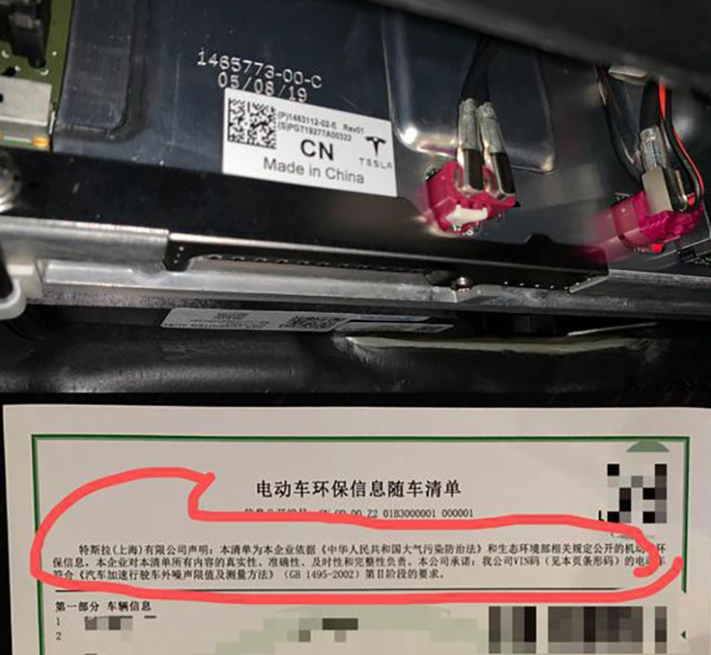 1465773-00-C
05/08/19
(P)1483112-02-E Rev01
(S)PGT19277A00322
CN
TESLA
Made in China
电动车环保信息随车清单
01B3000001 000001
特斯拉(上海)有限公司声明：本清单为本企业依据《中华人民共和国大气污染防治法》和生态环境部相关规定公开的机动车环
保信息。本企业对本清单所有内容的真实性、准确性、及时性和完整性负责。本公司承诺：我公司VIN码（见本页条形码）的电动
符合《汽车加速行驶车外噪声限值及测量方法》（GB 1495-2002）第II阶段的要求。
第一部分 车辆信息
1
2